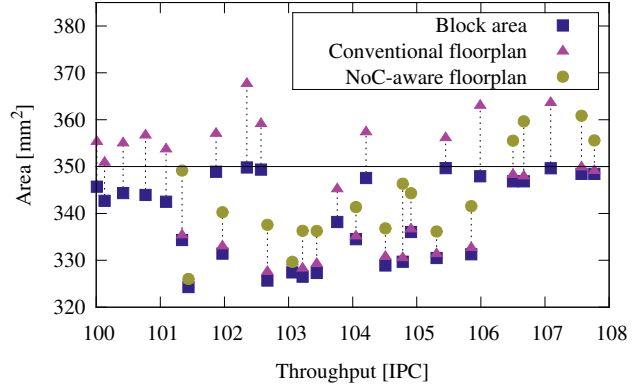 380
370
360
350
340
330
320
Area [mm²]
Block area
Conventional floorplan
NoC-aware floorplan
100 101 102 103 104 105 106 107 108
Throughput [IPC]